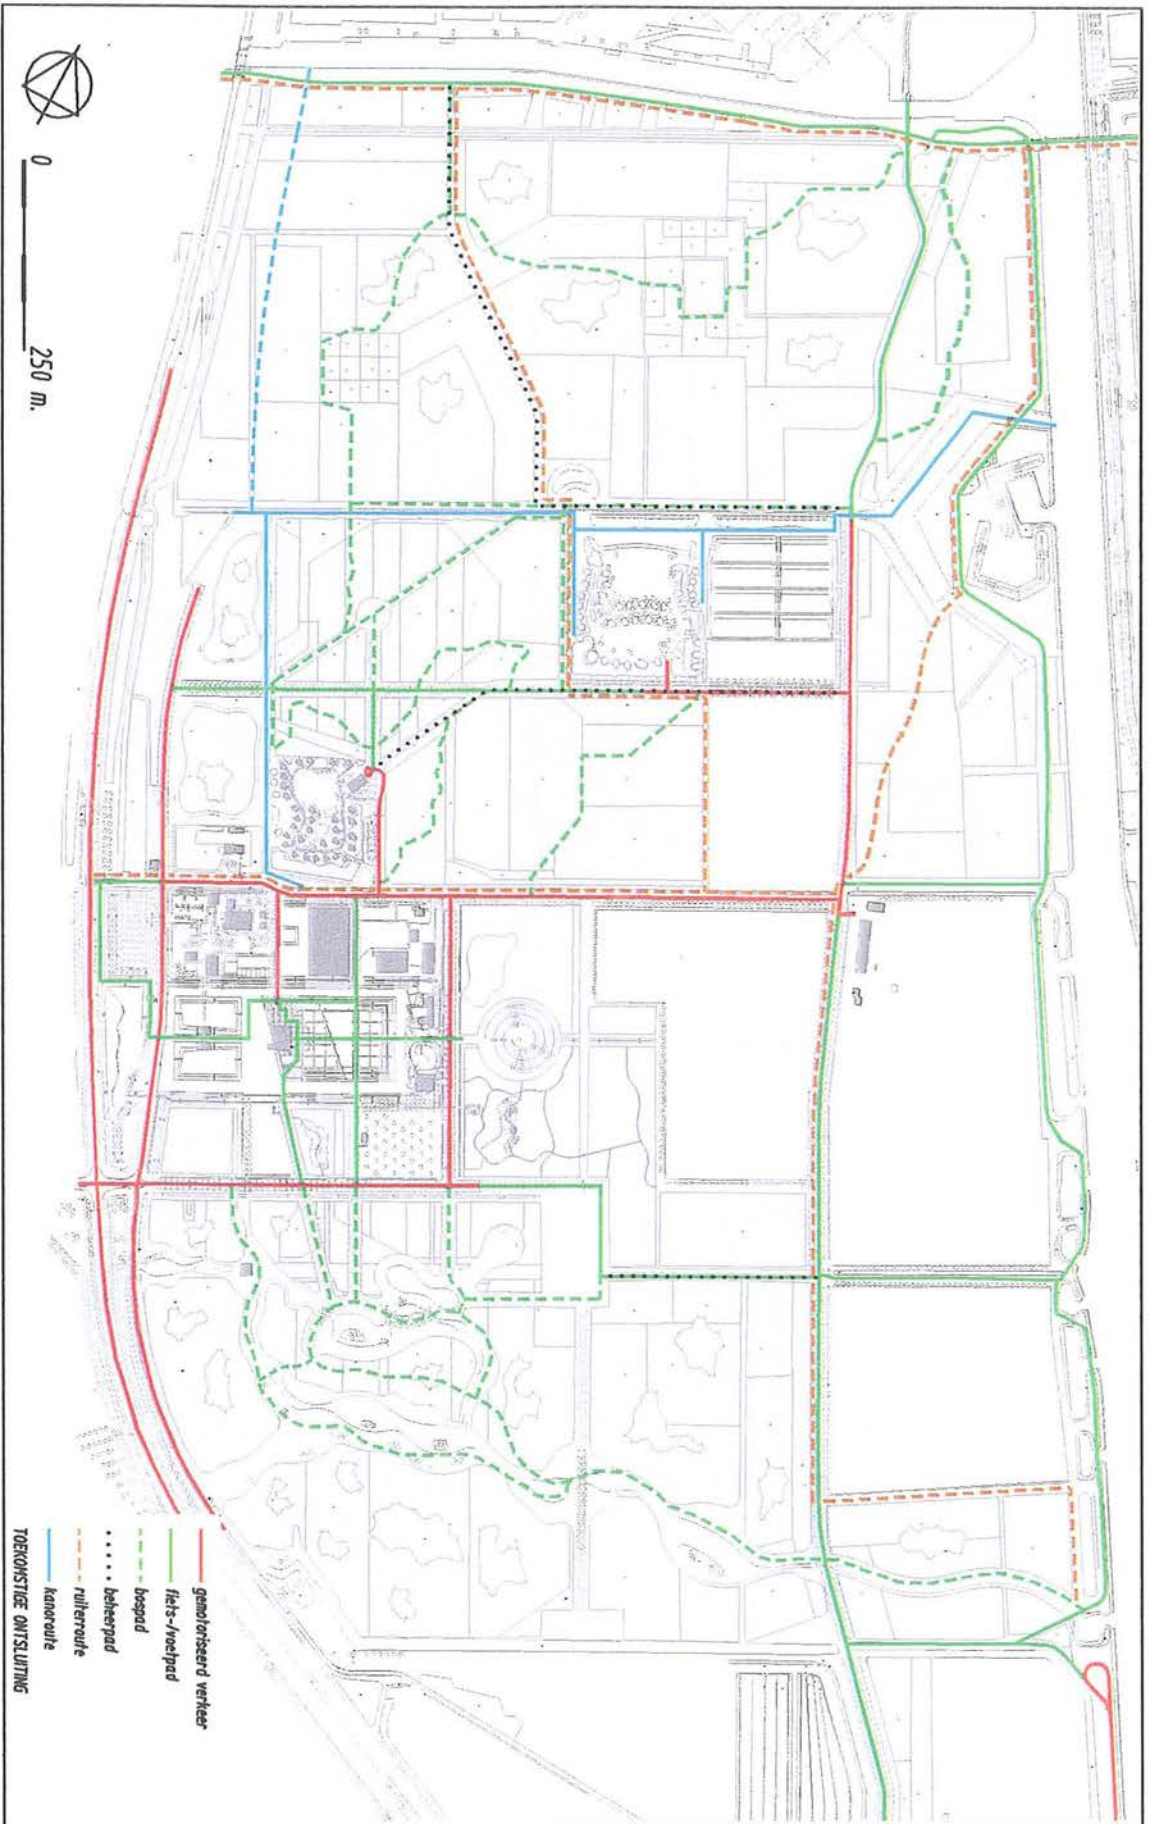 0 250 m.
gemotoriseerd verkeer
fiets-/voetpad
bospad
beheerpad
ruiterroute
kanoroute
TOEKOMSTIGE ONTSLUITING